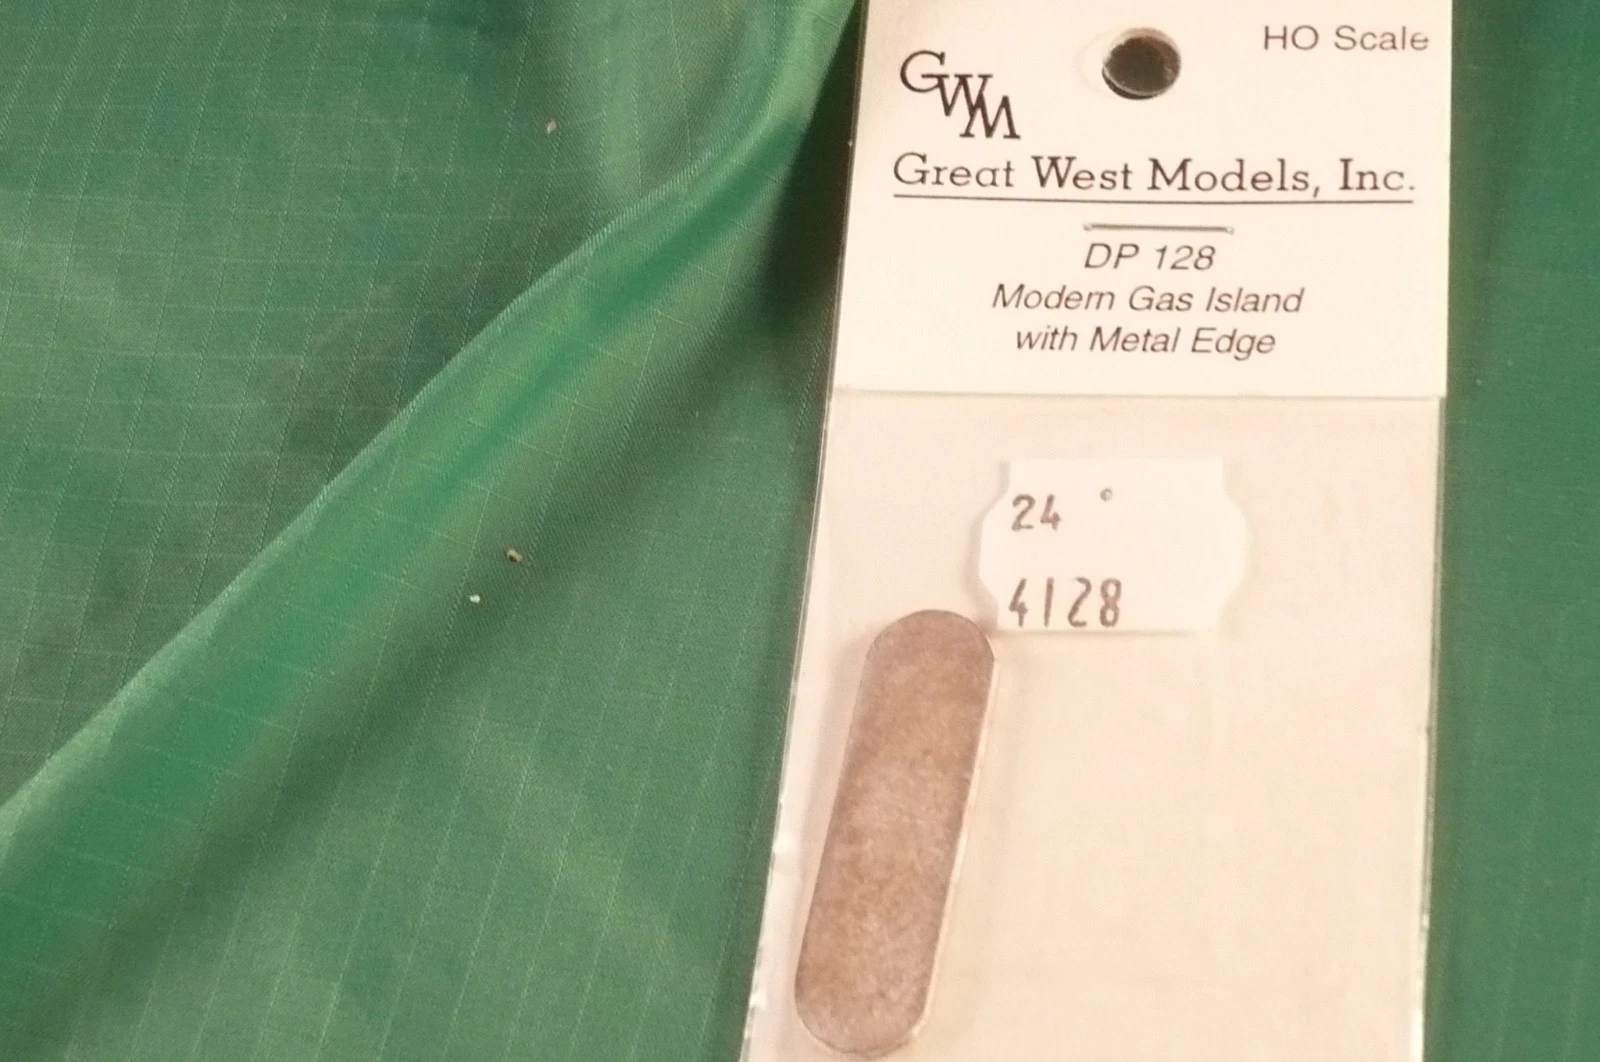 HO Scale
GWM
Great West Models, Inc.
DP 128
Modern Gas Island
with Metal Edge
24
4128